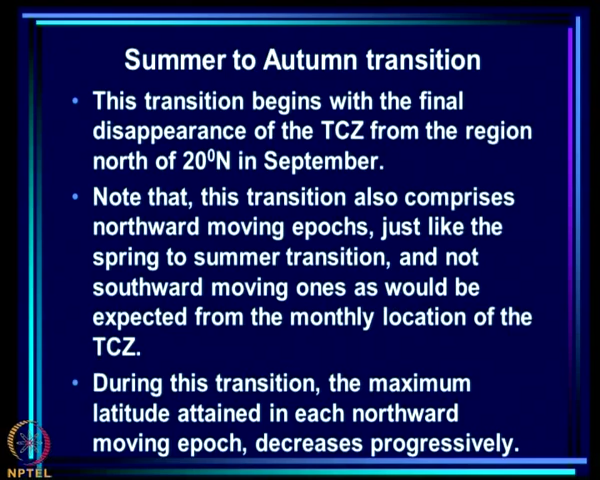 Summer to Autumn transition
• This transition begins with the final
disappearance of the TCZ from the region
north of 20⁰N in September.
• Note that, this transition also comprises
northward moving epochs, just like the
spring to summer transition, and not
southward moving ones as would be
expected from the monthly location of the
TCZ.
• During this transition, the maximum
latitude attained in each northward
moving epoch, decreases progressively.
NPTEL